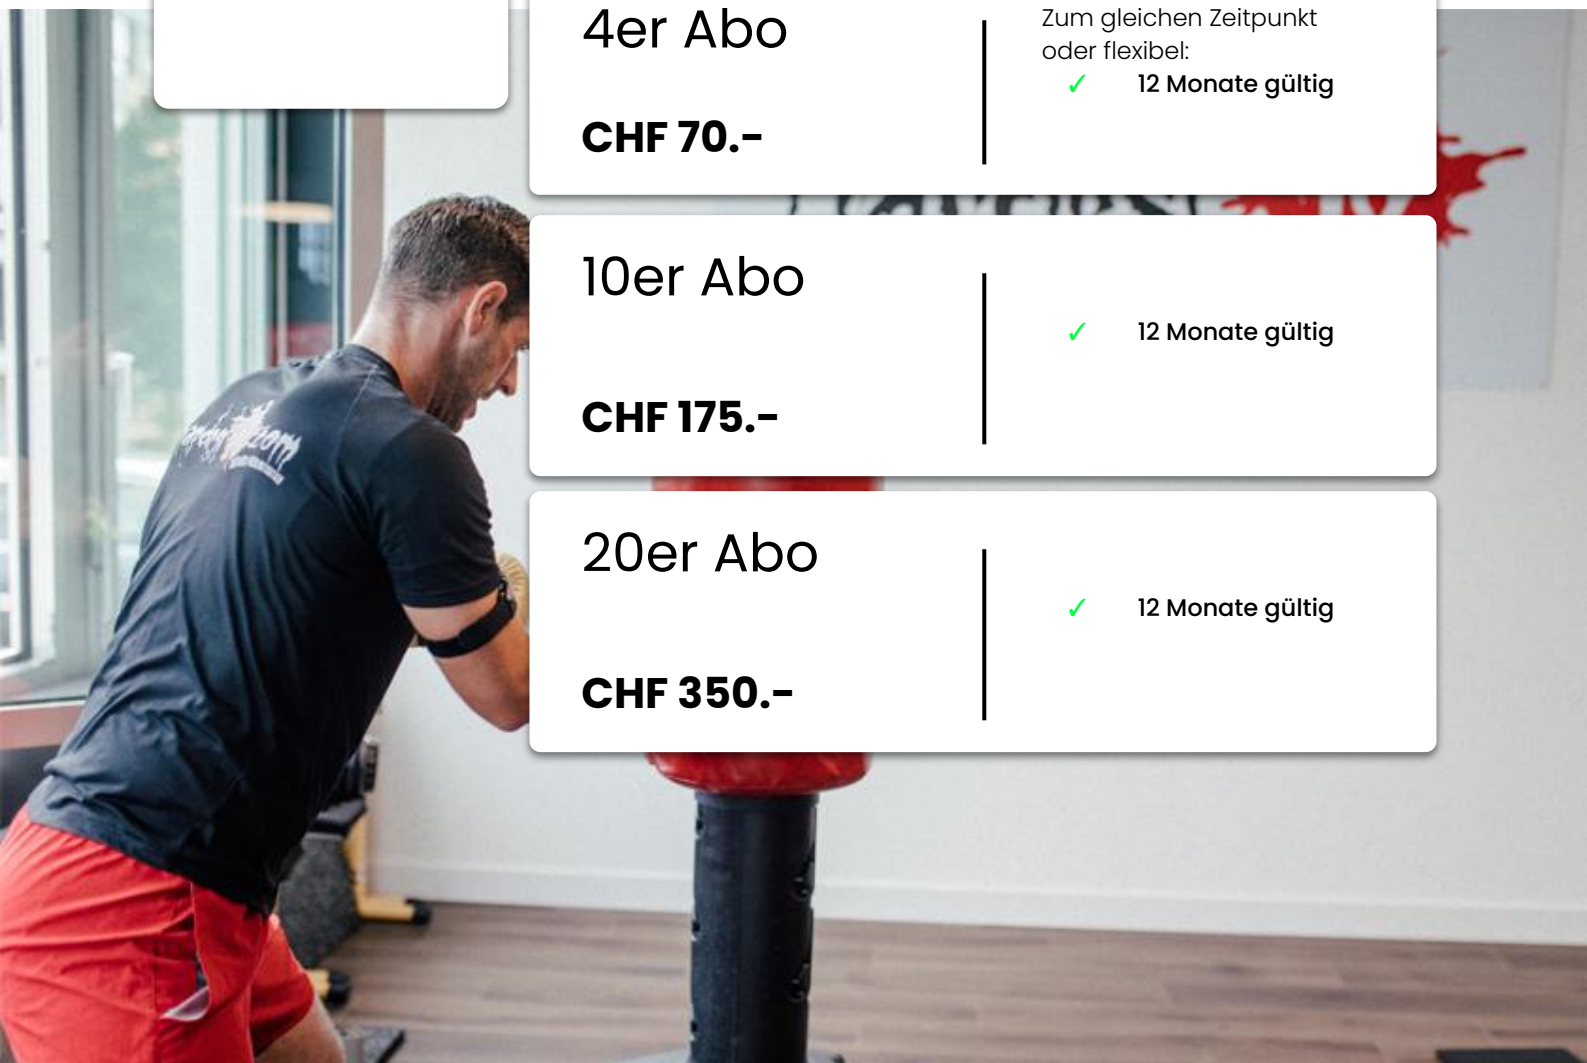 4er Abo
CHF 70.-
Zum gleichen Zeitpunkt
oder flexibel:
✓ 12 Monate gültig
10er Abo
CHF 175.-
✓ 12 Monate gültig
20er Abo
CHF 350.-
✓ 12 Monate gültig